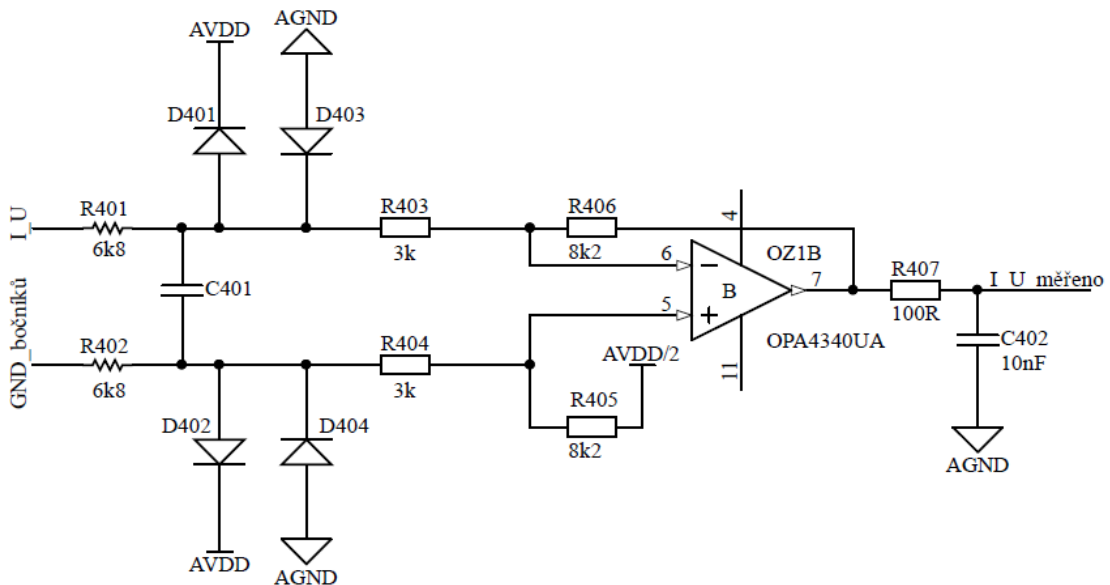 AVDD
AGND
D401
D403
I_U
R401
6k8
R403
3k
R406
8k2
4
6
OZ1B
C401
B
7
R407
100R
I_U_měřeno
5
OPA4340UA
C402
10nF
GND_bočníků
R402
6k8
R404
3k
AVDD/2
11
R405
8k2
D402
D404
AGND
AVDD
AGND